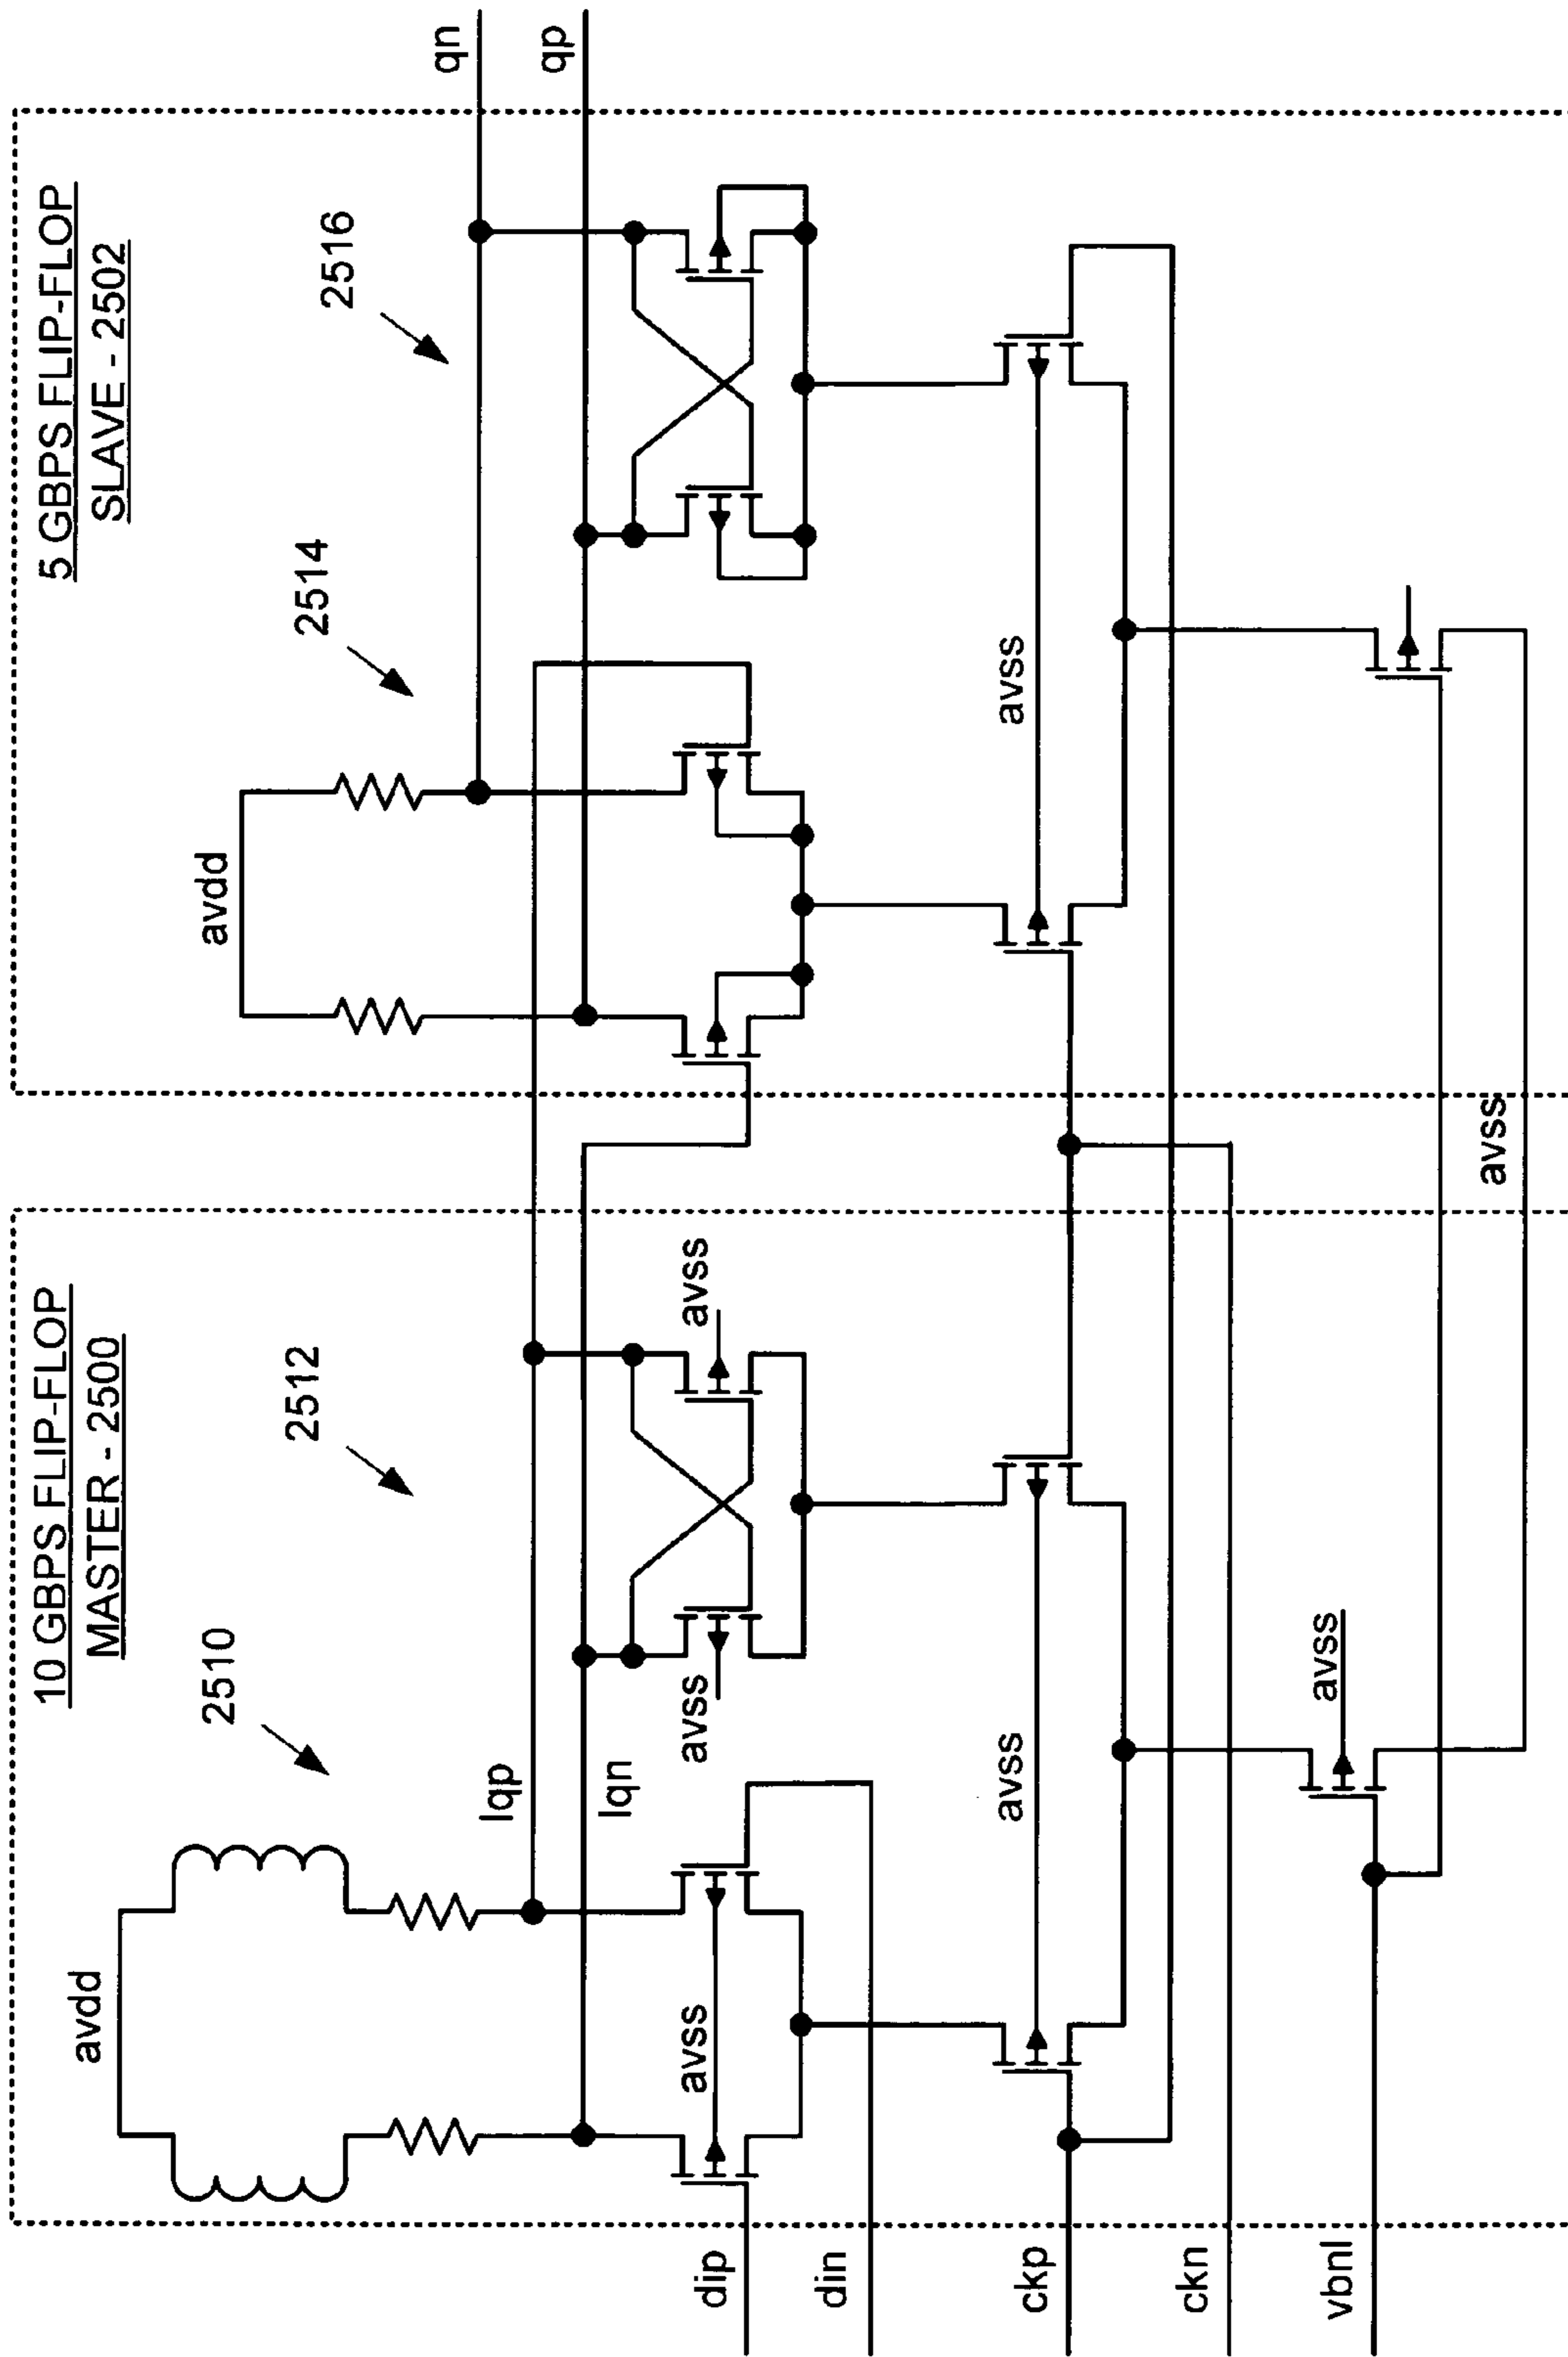 10 GBPS FLIP-FLOP
MASTER - 2500
5 GBPS FLIP-FLOP
SLAVE - 2502
2510
2512
2514
2516
avdd
avdd
lqp
lqn
qn
qp
avss
avss
avss
dip
din
avss
avss
ckp
ckn
avss
vbnl
avss